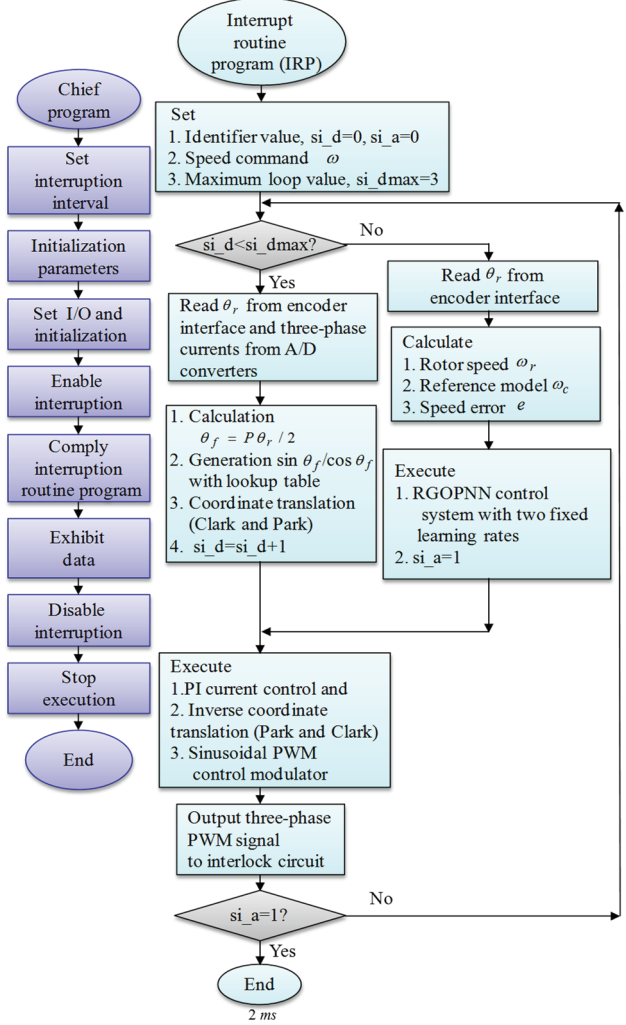 Chief
program
Set
interruption
interval
Initialization
parameters
Set I/O and
initialization
Enable
interruption
Comply
interruption
routine program
Exhibit
data
Disable
interruption
Stop
execution
End
Interrupt
routine
program (IRP)
Set
1. Identifier value, si_d=0, si_a=0
2. Speed command ω
3. Maximum loop value, si_dmax=3
si_d<si_dmax?
No
Yes
Read θr from encoder
interface and three-phase
currents from A/D
converters
1. Calculation
θf = Pθr / 2
2. Generation sin θf/cos θf
with lookup table
3. Coordinate translation
(Clark and Park)
4. si_d=si_d+1
Read θr from
encoder interface
Calculate
1. Rotor speed ωr
2. Reference model ωc
3. Speed error e
Execute
1. RGOPNN control
system with two fixed
learning rates
2. si_a=1
Execute
1.PI current control and
2. Inverse coordinate
translation (Park and Clark)
3. Sinusoidal PWM
control modulator
Output three-phase
PWM signal
to interlock circuit
si_a=1?
No
Yes
End
2 ms